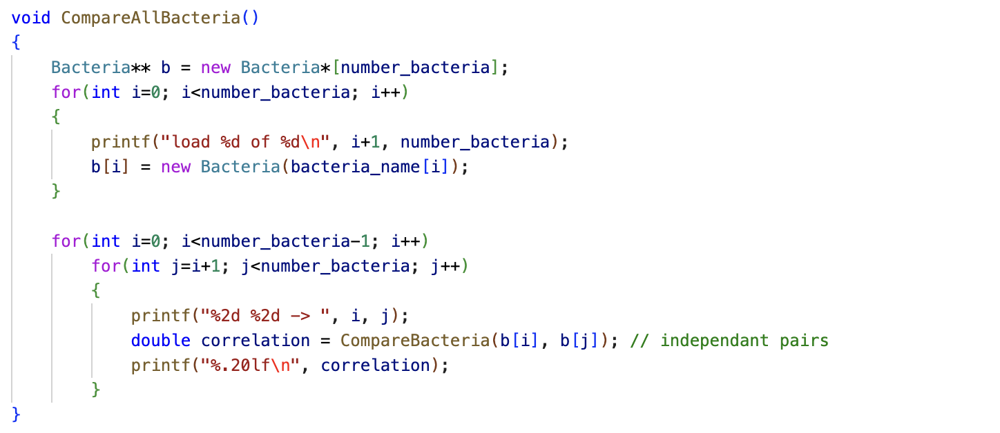 void CompareAllBacteria()
{
    Bacteria** b = new Bacteria*[number_bacteria];
    for(int i=0; i<number_bacteria; i++)
    {
        printf("load %d of %d\n", i+1, number_bacteria);
        b[i] = new Bacteria(bacteria_name[i]);
    }

    for(int i=0; i<number_bacteria-1; i++)
        for(int j=i+1; j<number_bacteria; j++)
        {
            printf("%2d %2d -> ", i, j);
            double correlation = CompareBacteria(b[i], b[j]); // independant pairs
            printf("%.20lf\n", correlation);
        }
}